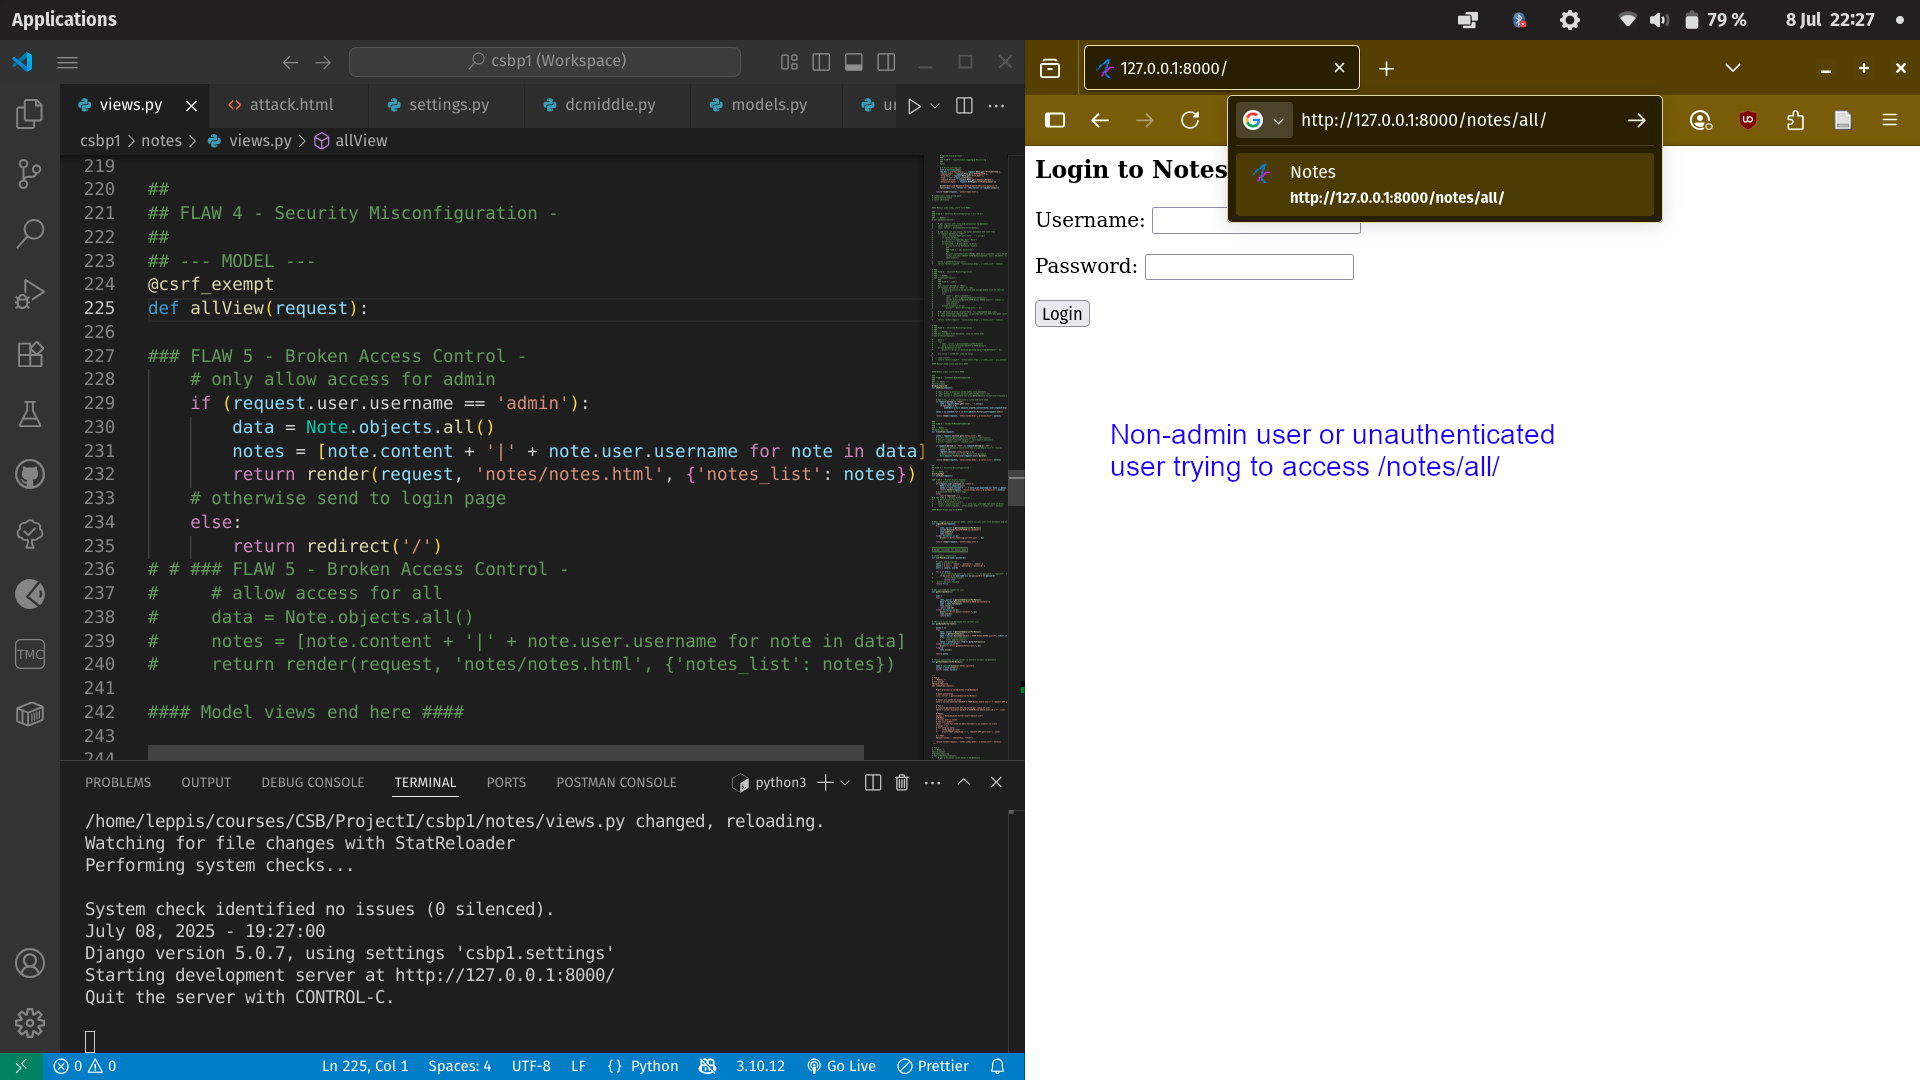 Applications
79 %
8 Jul 22:27
csbp1 (Workspace)
views.py
attack.html
settings.py
dcmiddle.py
models.py
csbp1 > notes > views.py > allView
219
220 ##
221 ## FLAW 4 - Security Misconfiguration -
222 ##
223 ## --- MODEL ---
224 @csrf_exempt
225 def allView(request):
226
227 ### FLAW 5 - Broken Access Control -
228 # only allow access for admin
229 if (request.user.username == 'admin'):
230 data = Note.objects.all()
231 notes = [note.content + '|' + note.user.username for note in data]
232 return render(request, 'notes/notes.html', {'notes_list': notes})
233 # otherwise send to login page
234 else:
235 return redirect('/')
236 # # ### FLAW 5 - Broken Access Control -
237 # # allow access for all
238 # data = Note.objects.all()
239 # notes = [note.content + '|' + note.user.username for note in data]
240 # return render(request, 'notes/notes.html', {'notes_list': notes})
241
242 #### Model views end here ####
243
244
TMC
PROBLEMS OUTPUT DEBUG CONSOLE TERMINAL PORTS POSTMAN CONSOLE
python3
/home/leppis/courses/CSB/ProjectI/csbp1/notes/views.py changed, reloading.
Watching for file changes with StatReloader
Performing system checks...
System check identified no issues (0 silenced).
July 08, 2025 - 19:27:00
Django version 5.0.7, using settings 'csbp1.settings'
Starting development server at http://127.0.0.1:8000/
Quit the server with CONTROL-C.
0 0
Ln 225, Col 1
Spaces: 4
UTF-8
LF
{} Python
3.10.12
Go Live
Prettier
127.0.0.1:8000/
http://127.0.0.1:8000/notes/all/
Notes
http://127.0.0.1:8000/notes/all/
Login to Notes
Username:
Password:
Login
Non-admin user or unauthenticated
user trying to access /notes/all/